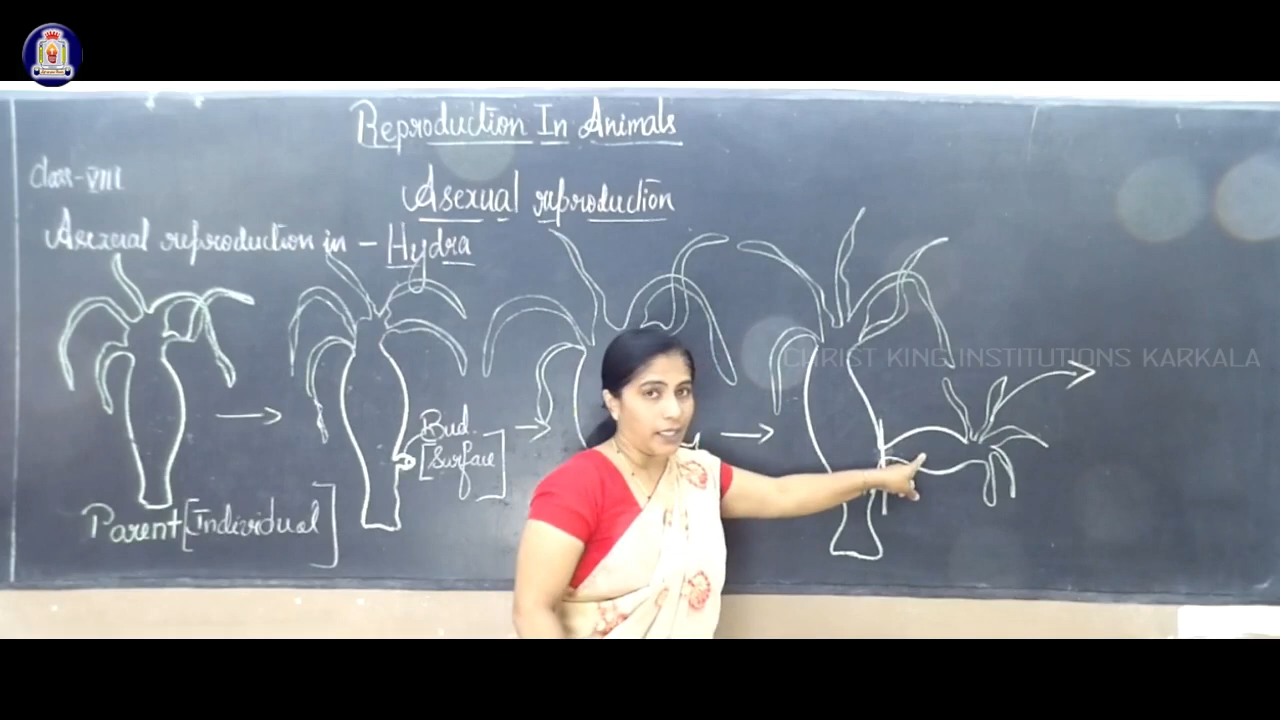 Reproduction In Animals
Class-VIII
Asexual reproduction
Asexual reproduction in - Hydra
CHRIST KING INSTITUTIONS KARKALA
Bud.
[Surface]
Parent [Individual]